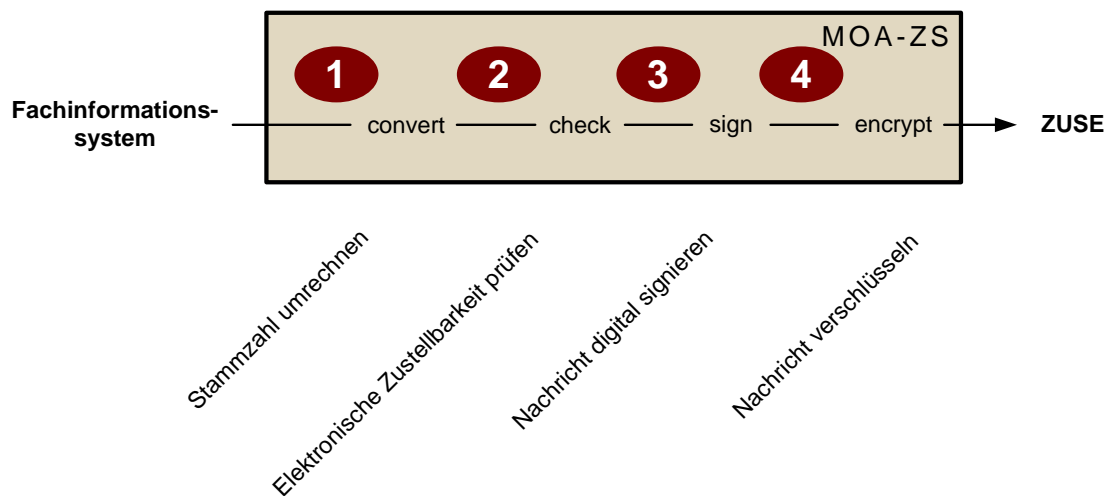 MOA-ZS
1 2 3 4
Fachinformations-
system
convert check sign encrypt
ZUSE
Stammzahl umrechnen
Elektronische Zustellbarkeit prüfen
Nachricht digital signieren
Nachricht verschlüsseln